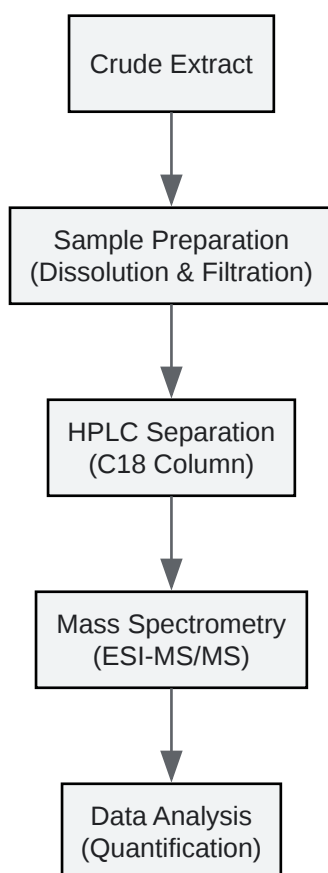 Crude Extract
Sample Preparation
(Dissolution & Filtration)
HPLC Separation
(C18 Column)
Mass Spectrometry
(ESI-MS/MS)
Data Analysis
(Quantification)